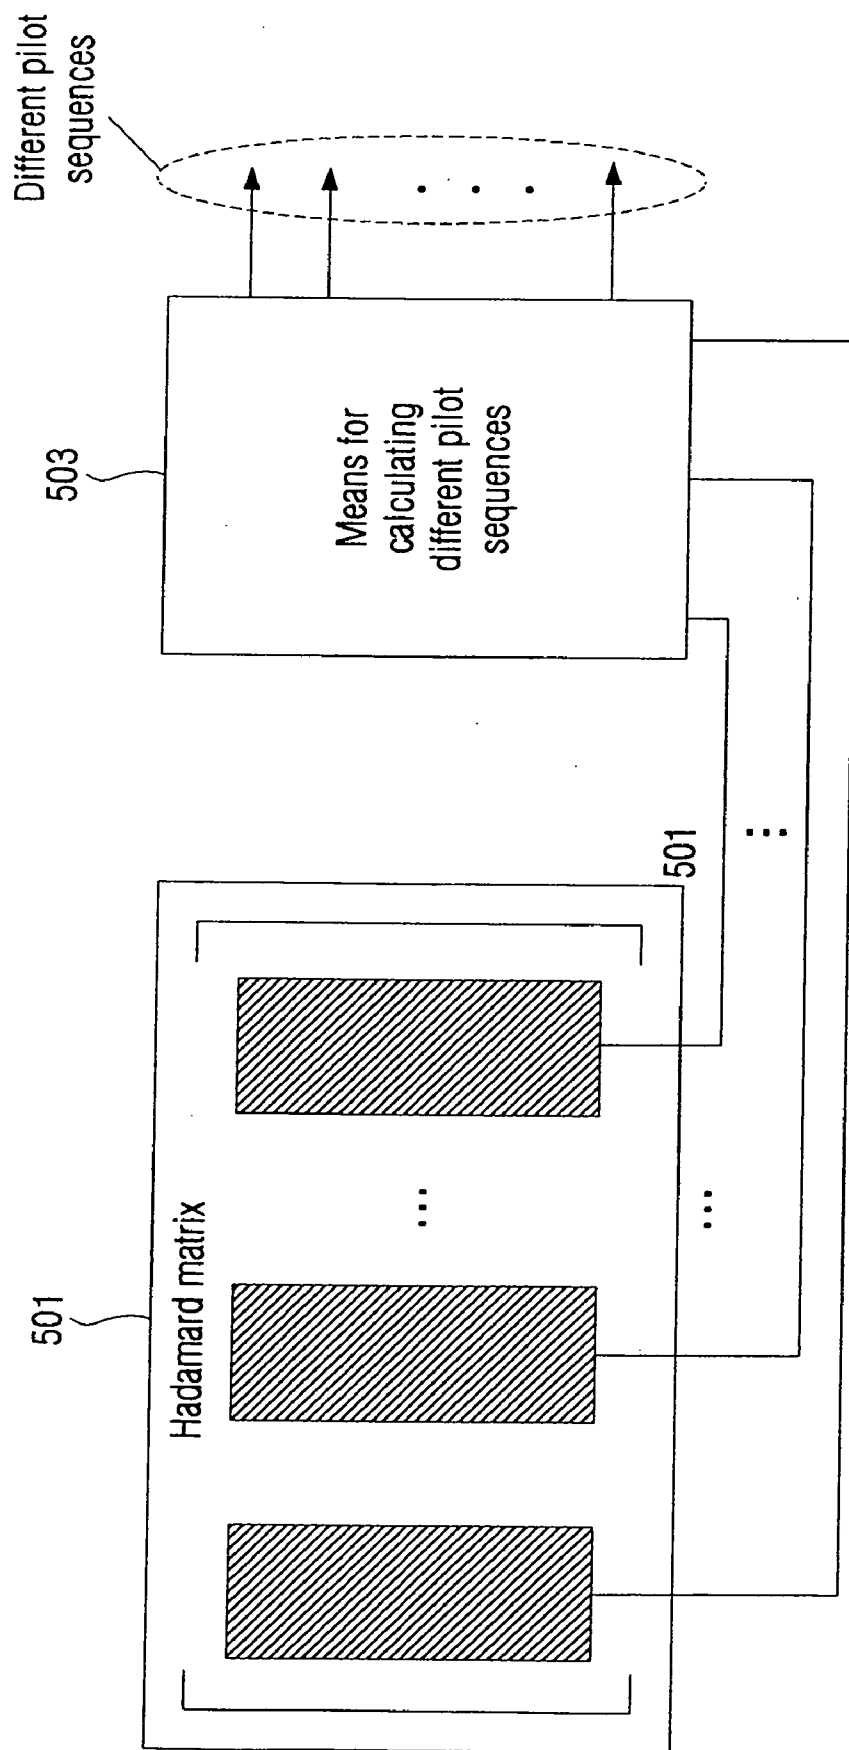 501
Hadamard matrix
...
...
501
...
503
Means for
calculating
different pilot
sequences
Different pilot
sequences
. . .